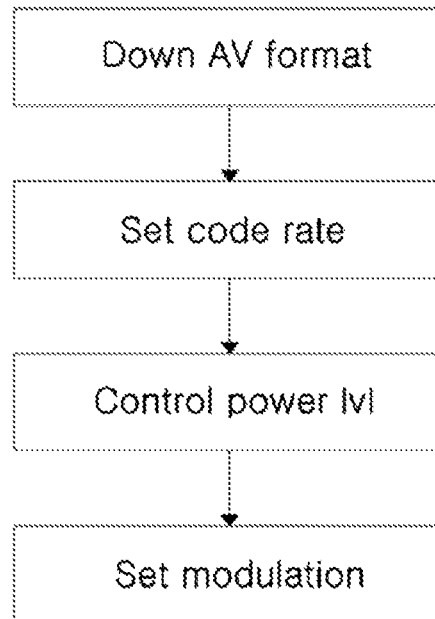 Down AV format
Set code rate
Control power lvl
Set modulation